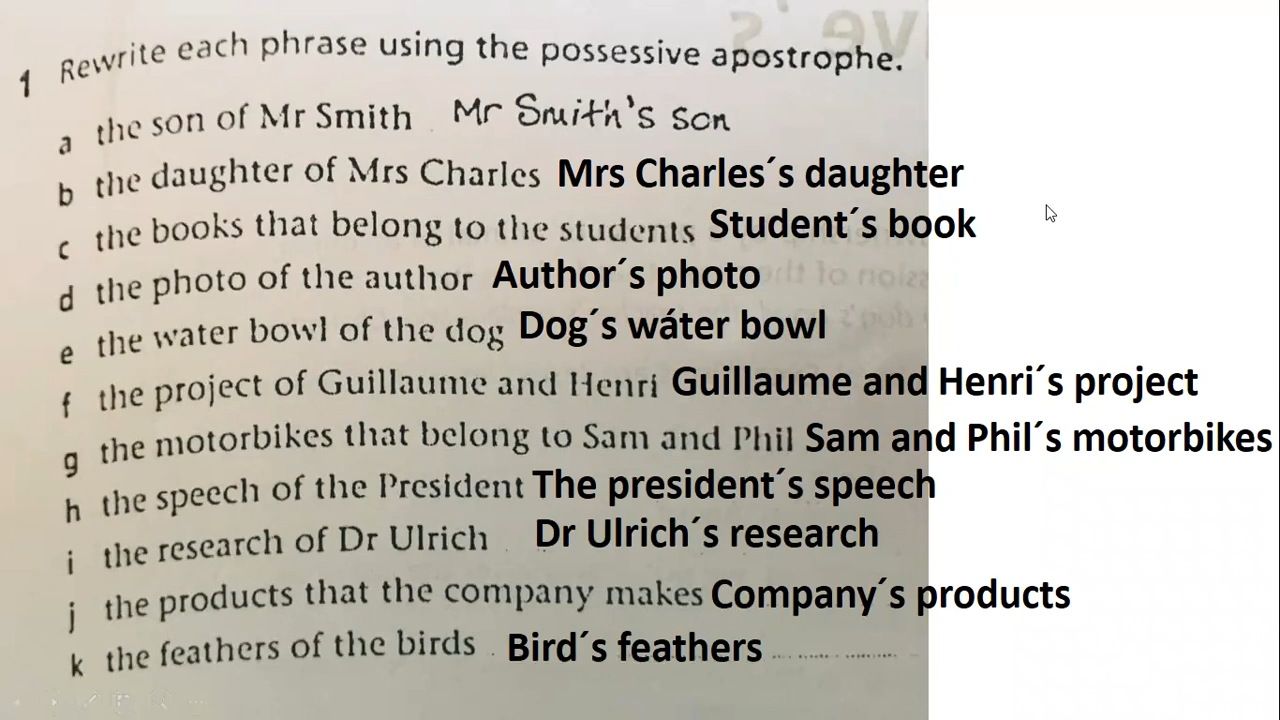 1 Rewrite each phrase using the possessive apostrophe.
a the son of Mr Smith Mr Smith's son
b the daughter of Mrs Charles Mrs Charles´s daughter
c the books that belong to the students Student´s book
d the photo of the author Author´s photo
e the water bowl of the dog Dog´s wáter bowl
f the project of Guillaume and Henri Guillaume and Henri´s project
g the motorbikes that belong to Sam and Phil Sam and Phil´s motorbikes
h the speech of the President The president´s speech
i the research of Dr Ulrich Dr Ulrich´s research
j the products that the company makes Company´s products
k the feathers of the birds Bird´s feathers